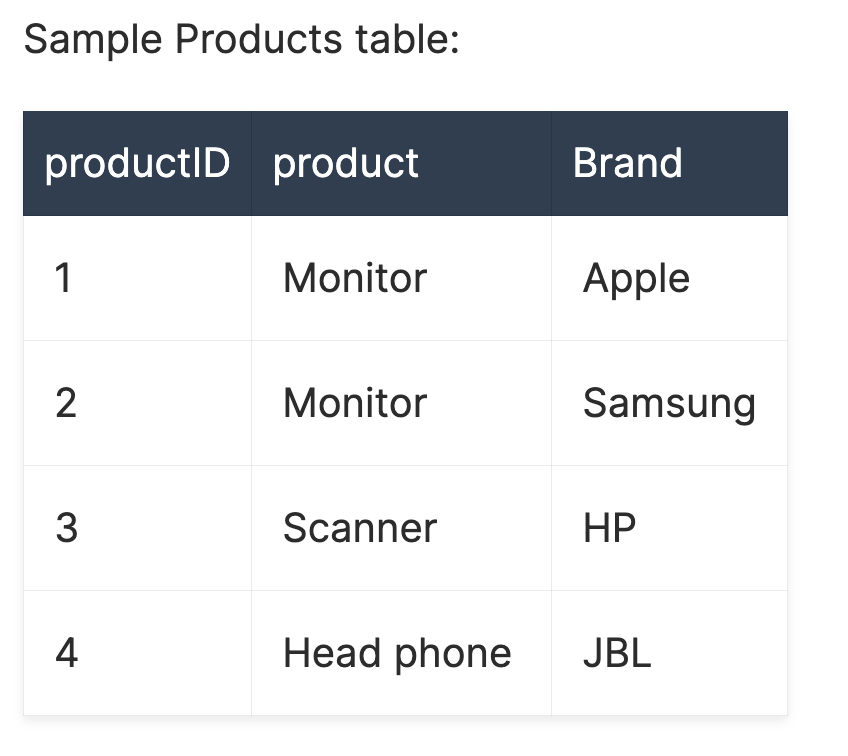 Sample Products table:
productID product Brand
1 Monitor Apple
2 Monitor Samsung
3 Scanner HP
4 Head phone JBL